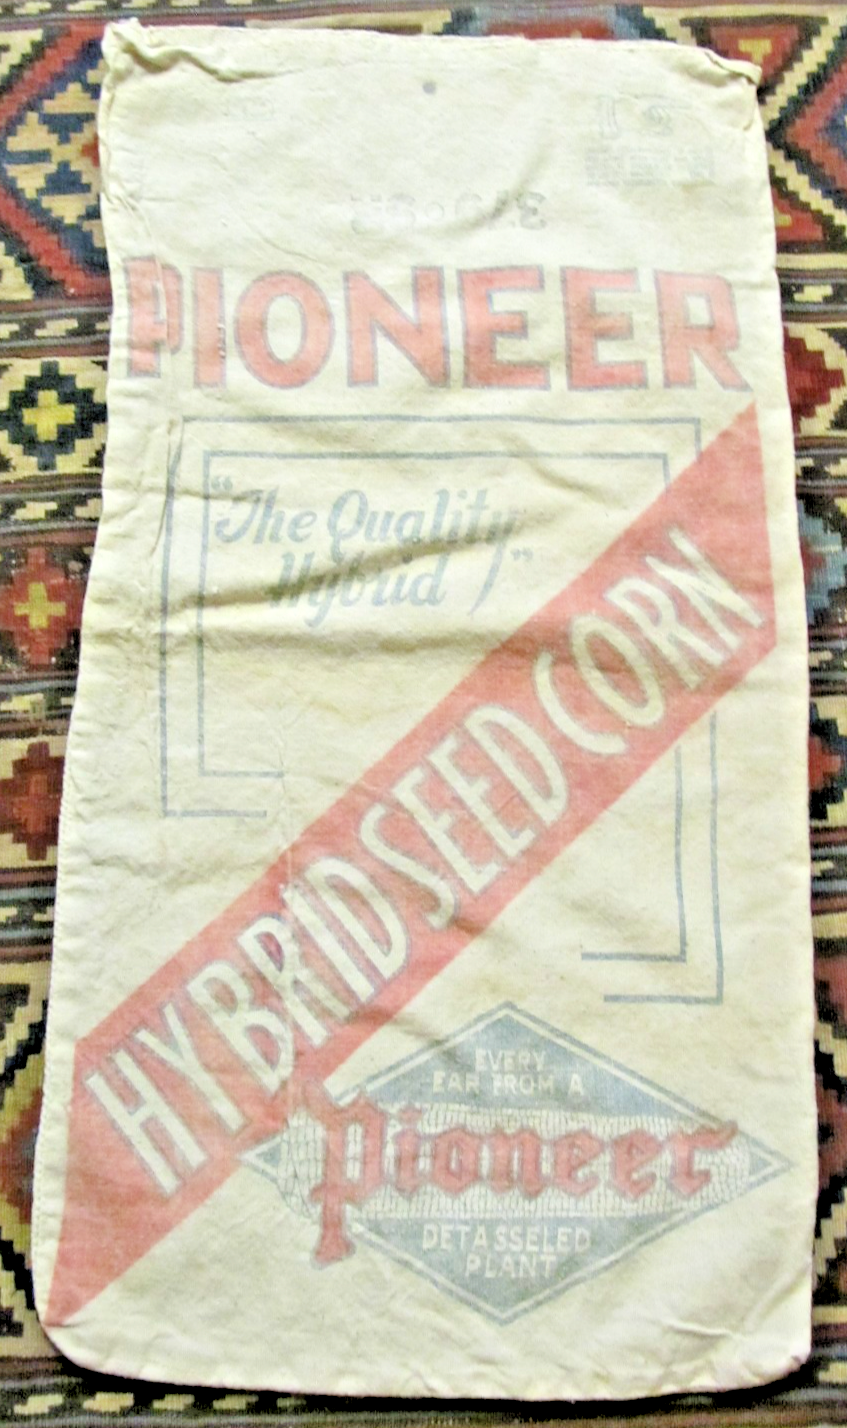 PIONEER
"The Quality
Hybrid"
HYBRID SEED CORN
EVERY
EAR FROM A
Pioneer
DETASSELED
PLANT